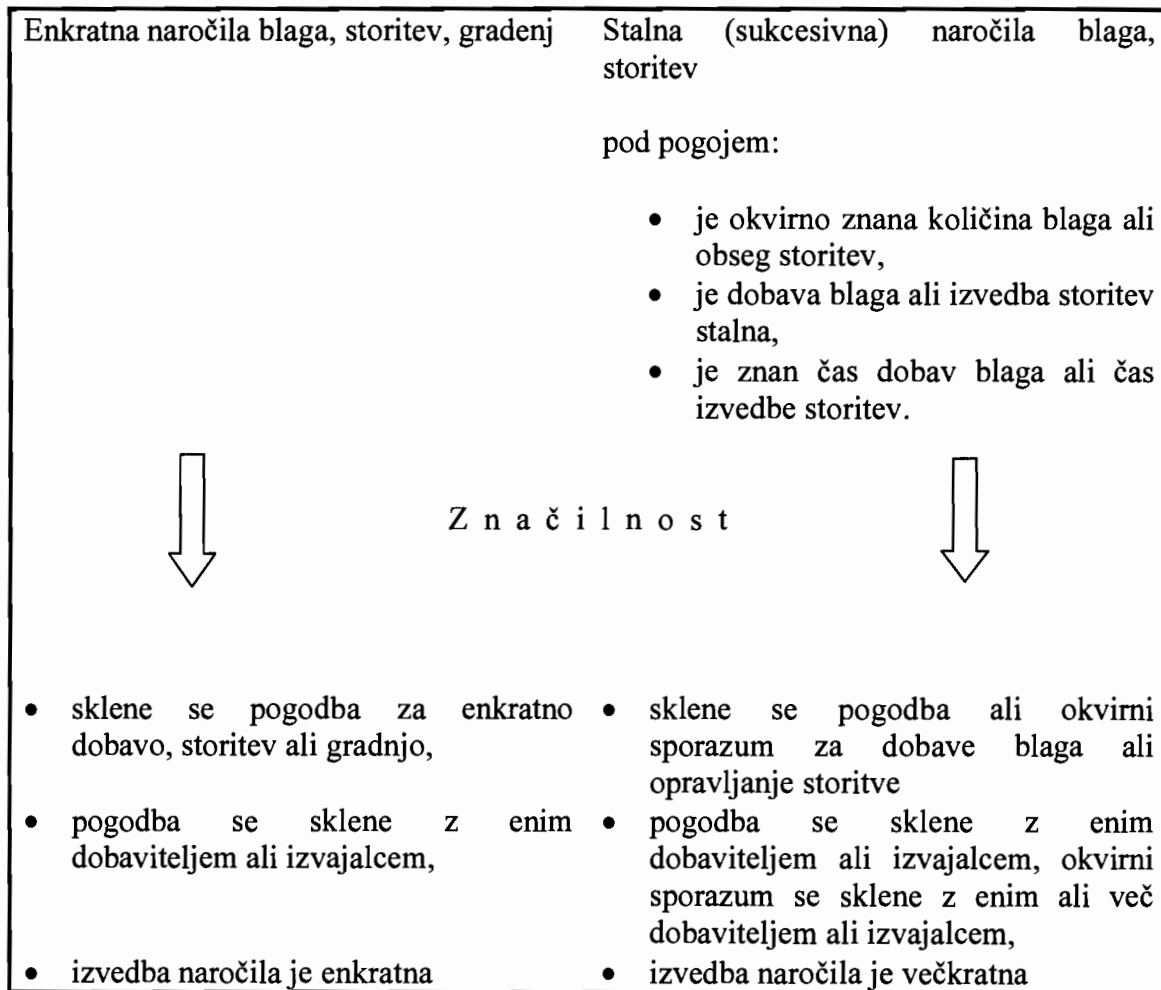 Enkratna naročila blaga, storitev, gradenj
Stalna (sukcesivna) naročila blaga,
storitev
pod pogojem:
• je okvirno znana količina blaga ali
obseg storitev,
• je dobava blaga ali izvedba storitev
stalna,
• je znan čas dobav blaga ali čas
izvedbe storitev.
Z n a č i l n o s t
• sklene se pogodba za enkratno
dobavo, storitev ali gradnjo,
• pogodba se sklene z enim
dobaviteljem ali izvajalcem,
• izvedba naročila je enkratna
• sklene se pogodba ali okvirni
sporazum za dobave blaga ali
opravljanje storitve
• pogodba se sklene z enim
dobaviteljem ali izvajalcem, okvirni
sporazum se sklene z enim ali več
dobaviteljem ali izvajalcem,
• izvedba naročila je večkratna